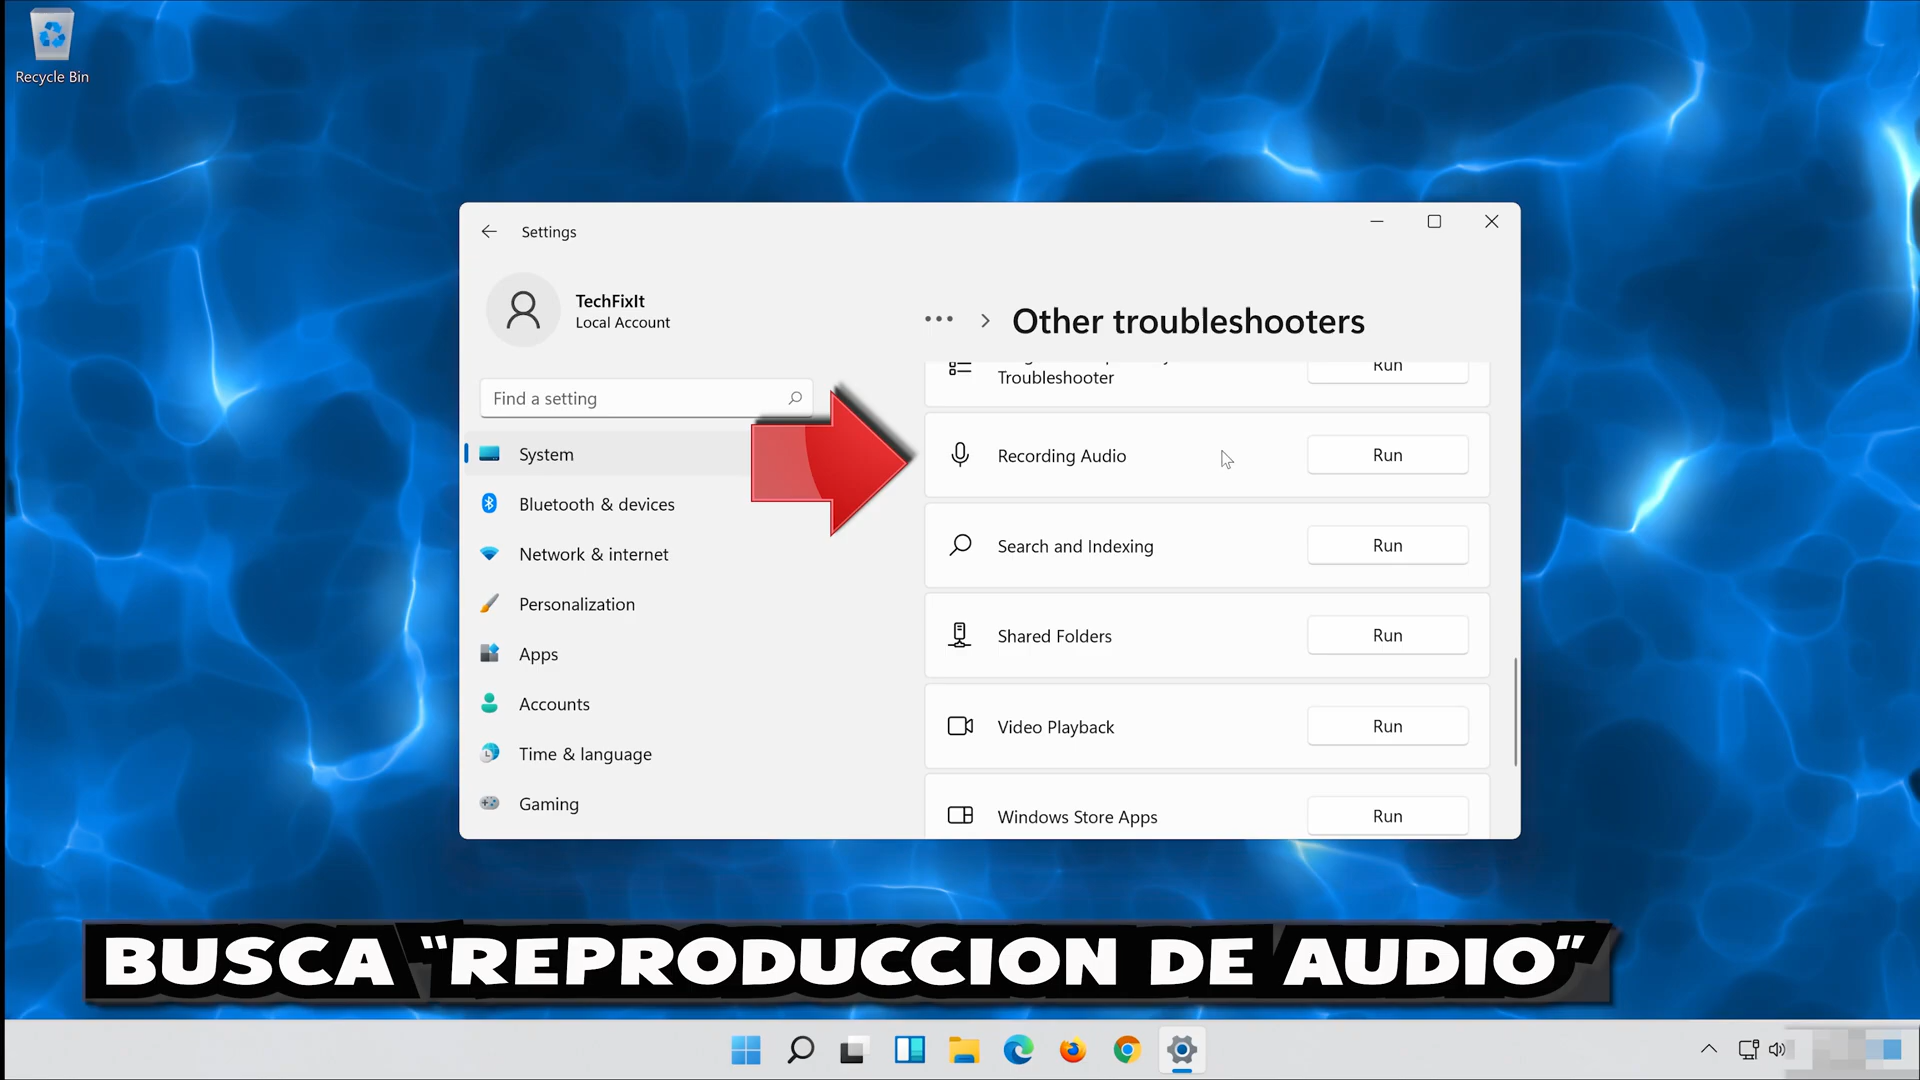 Recycle Bin
Settings
TechFixIt
Local Account
Find a setting
System
Bluetooth & devices
Network & internet
Personalization
Apps
Accounts
Time & language
Gaming
Other troubleshooters
Troubleshooter
Run
Recording Audio
Run
Search and Indexing
Run
Shared Folders
Run
Video Playback
Run
Windows Store Apps
Run
BUSCA "REPRODUCCION DE AUDIO"